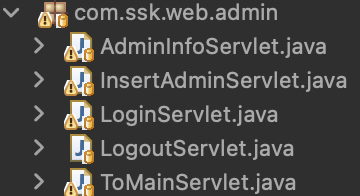 com.ssk.web.admin
AdminInfoServlet.java
InsertAdminServlet.java
LoginServlet.java
LogoutServlet.java
ToMainServlet.java